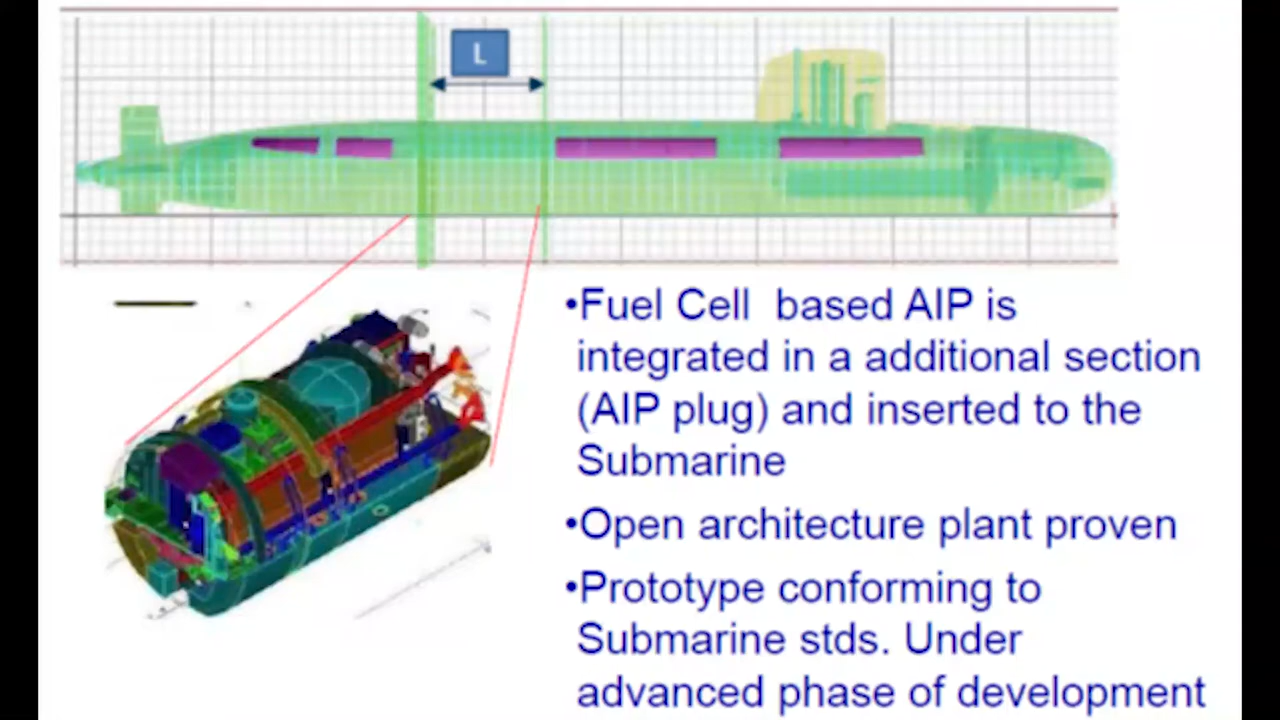 L
•Fuel Cell  based AIP is
integrated in a additional section
(AIP plug) and inserted to the
Submarine
•Open architecture plant proven
•Prototype conforming to
Submarine stds. Under
advanced phase of development